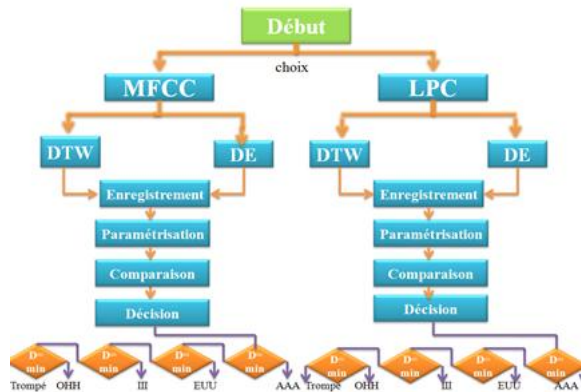 Début
choix
MFCC LPC
DTW DE DTW DE
Enregistrement Enregistrement
Paramétrisation Paramétrisation
Comparaison Comparaison
Décision Décision
D= D= D= D= D= D= D= D=
min min min min min min min min
Trompé OHH III EUU AAA Trompé OHH III EUU AAA